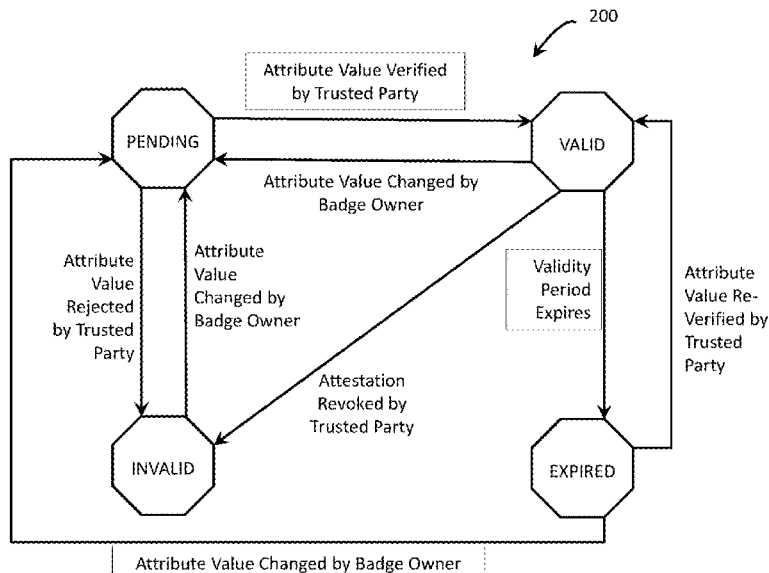 200
Attribute Value Verified
by Trusted Party
PENDING
VALID
Attribute Value Changed by
Badge Owner
Attribute
Value
Rejected
by Trusted
Party
Attribute
Value
Changed by
Badge Owner
Validity
Period
Expires
Attribute
Value Re-
Verified by
Trusted
Party
Attestation
Revoked by
Trusted Party
INVALID
EXPIRED
Attribute Value Changed by Badge Owner